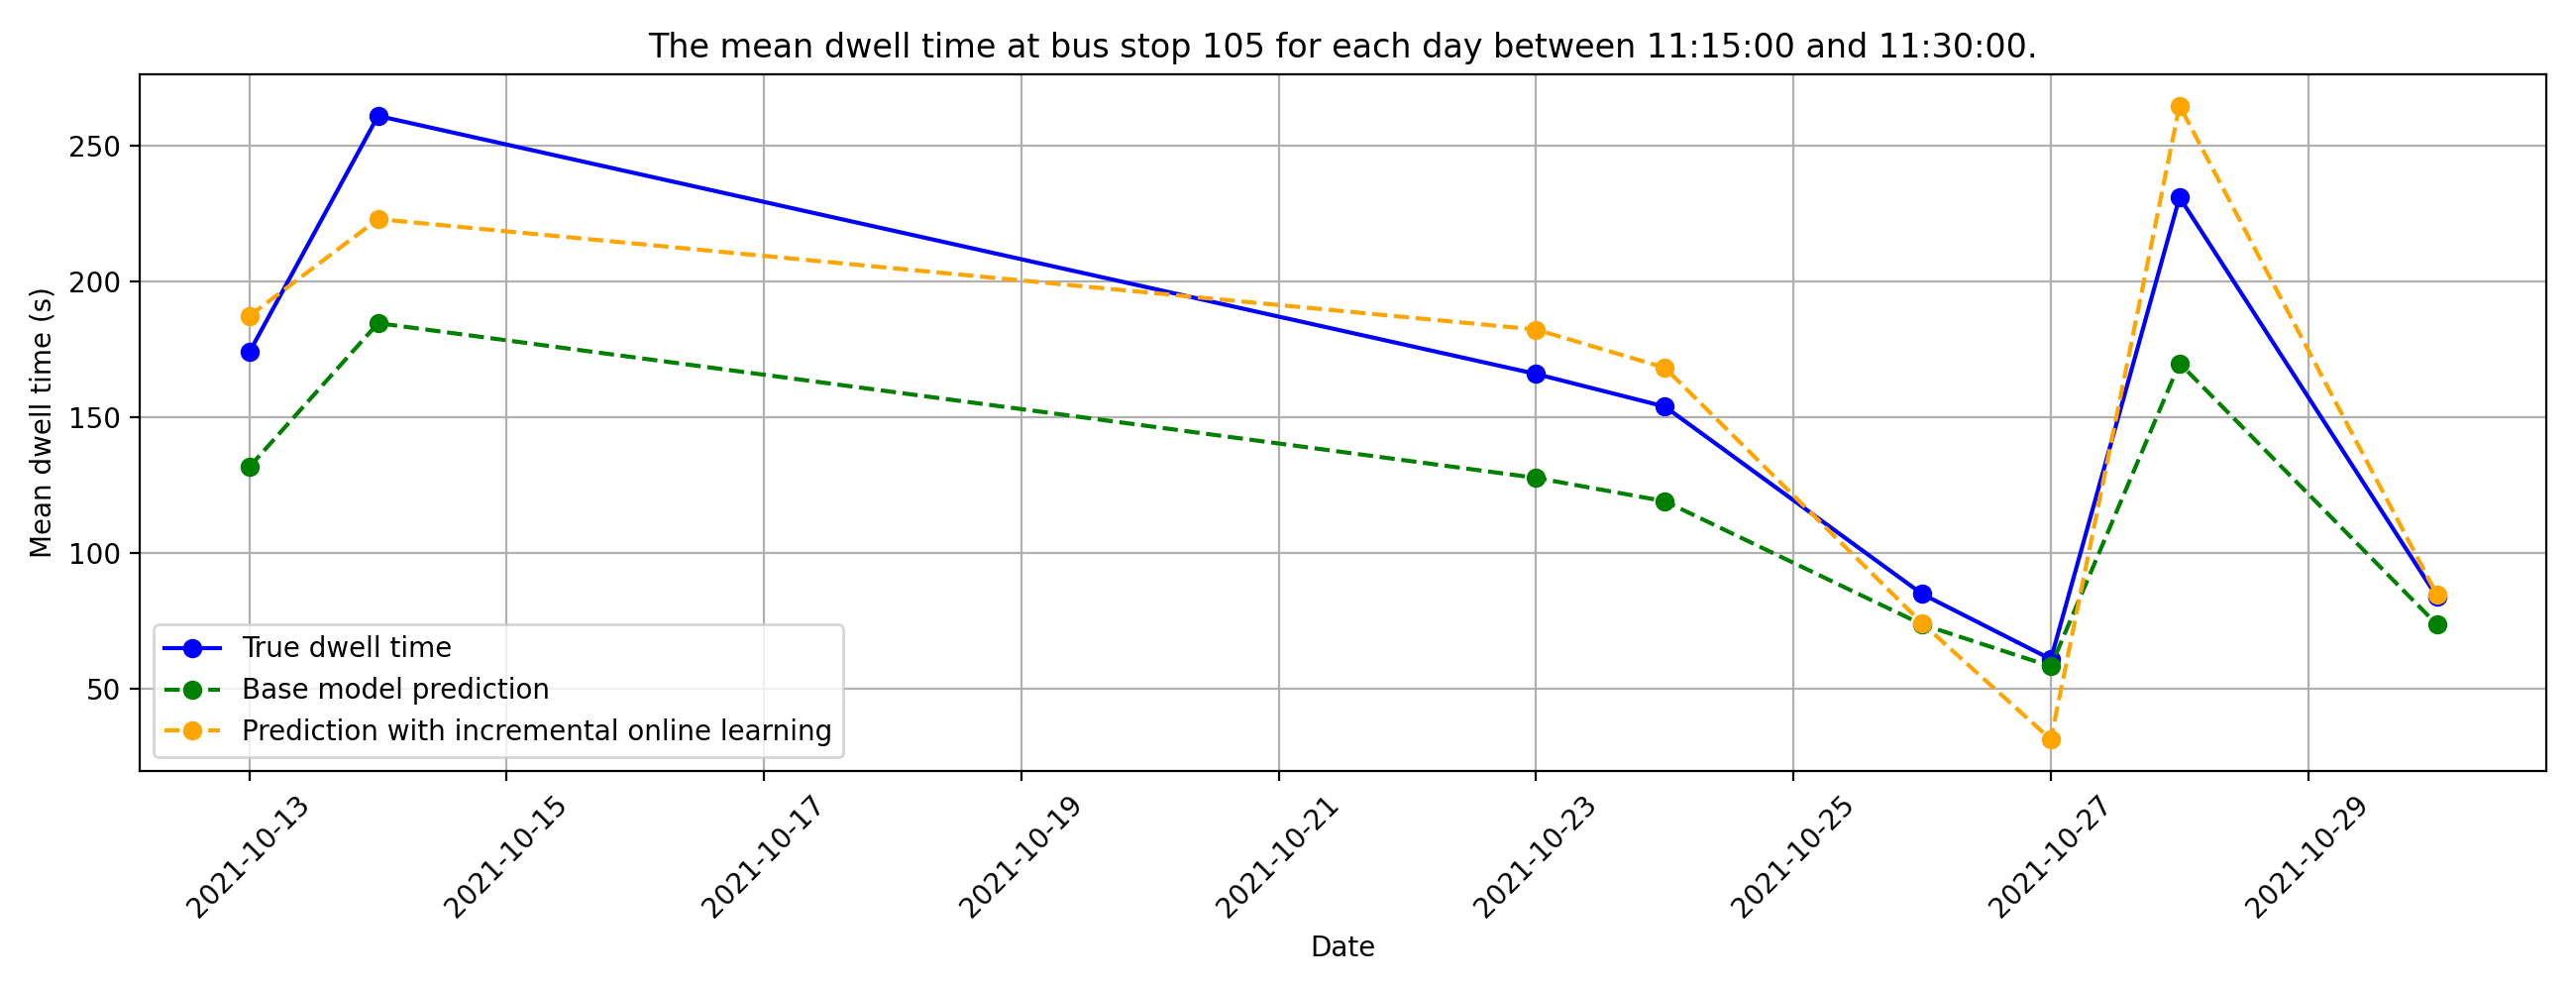 The mean dwell time at bus stop 105 for each day between 11:15:00 and 11:30:00.
Mean dwell time (s)
250
200
150
100
50
True dwell time
Base model prediction
Prediction with incremental online learning
2021-10-13
2021-10-15
2021-10-17
2021-10-19
2021-10-21
2021-10-23
2021-10-25
2021-10-27
2021-10-29
Date